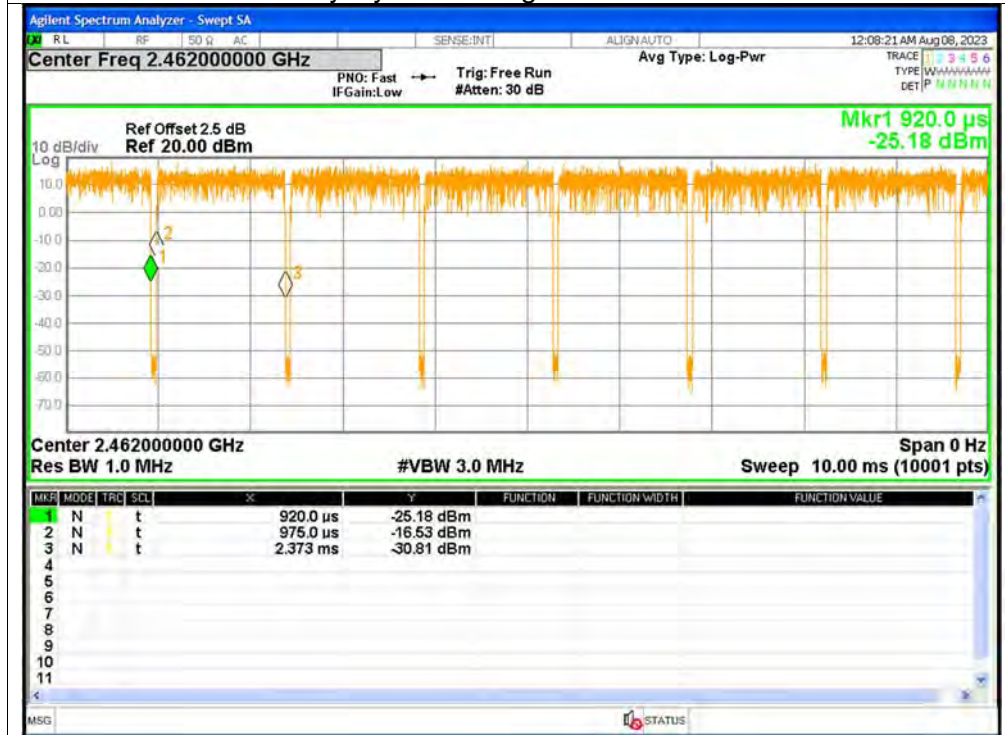 Agilent Spectrum Analyzer - Swept SA
RL RF 50 Ω AC SENSE:INT ALIGN AUTO 12:08:21 AM Aug 08, 2023
Center Freq 2.462000000 GHz
PNO: Fast
IFGain:Low
Trig: Free Run
#Atten: 30 dB
Avg Type: Log-Pwr
TRACE 1 2 3 4 5 6
TYPE W
DET P N N N N N
Mkr1 920.0 µs
-25.18 dBm
Ref Offset 2.5 dB
10 dB/div Ref 20.00 dBm
Log
10.0
0.00
-10.0
-20.0
-30.0
-40.0
-50.0
-60.0
-70.0
2
1
3
Center 2.462000000 GHz Span 0 Hz
Res BW 1.0 MHz #VBW 3.0 MHz Sweep 10.00 ms (10001 pts)
MKR MODE TRC SCL X Y FUNCTION FUNCTION WIDTH FUNCTION VALUE
1 N 1 t 920.0 µs -25.18 dBm
2 N 1 t 975.0 µs -16.53 dBm
3 N 1 t 2.373 ms -30.81 dBm
4
5
6
7
8
9
10
11
MSG STATUS